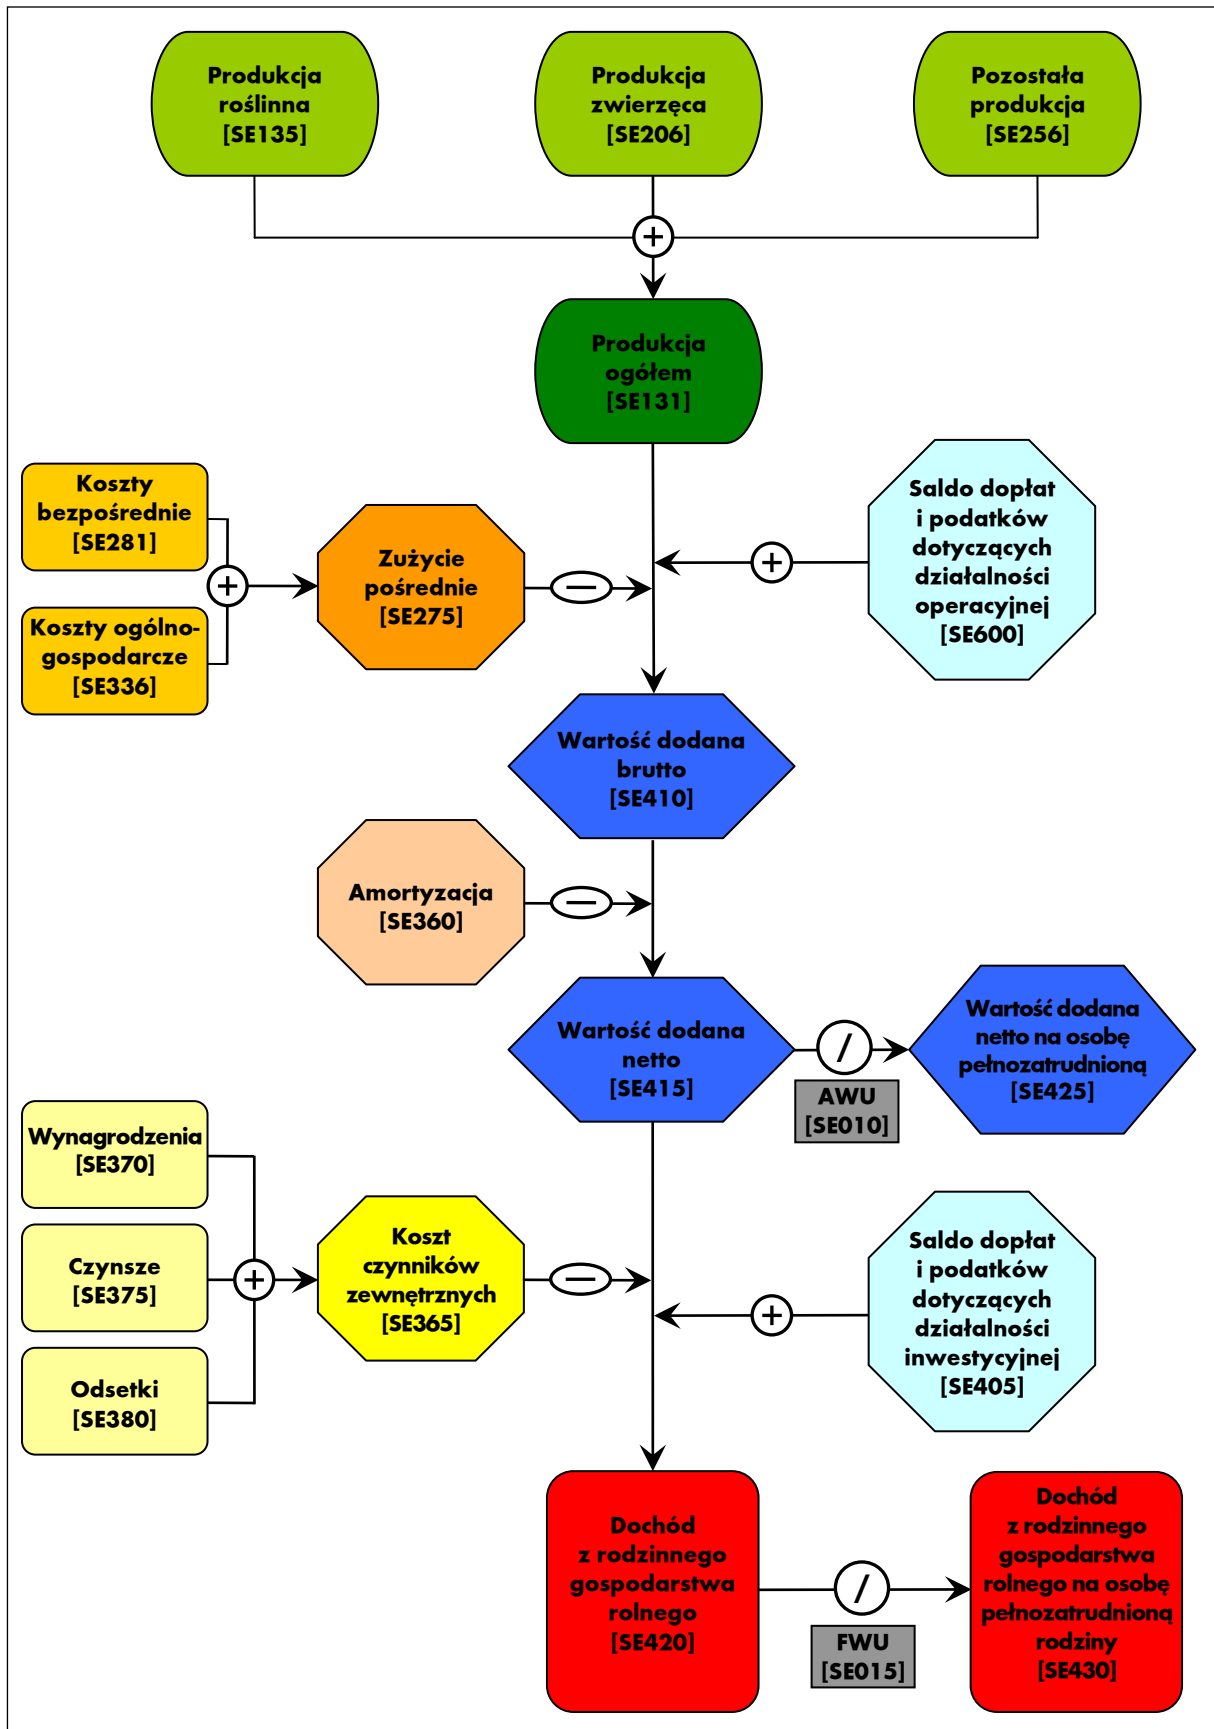 Produkcja
roślinna
[SE135]
Produkcja
zwierzęca
[SE206]
Pozostała
produkcja
[SE256]
+
Produkcja
ogółem
[SE131]
Koszty
bezpośrednie
[SE281]
+
Koszty ogólno-
gospodarcze
[SE336]
Zużycie
pośrednie
[SE275]
−
Saldo dopłat
i podatków
dotyczących
działalności
operacyjnej
[SE600]
+
Wartość dodana
brutto
[SE410]
Amortyzacja
[SE360]
−
Wartość dodana
netto
[SE415]
/
AWU
[SE010]
Wartość dodana
netto na osobę
pełnozatrudnioną
[SE425]
Wynagrodzenia
[SE370]
Czynsze
[SE375]
+
Odsetki
[SE380]
Koszt
czynników
zewnętrznych
[SE365]
−
Saldo dopłat
i podatków
dotyczących
działalności
inwestycyjnej
[SE405]
+
Dochód
z rodzinnego
gospodarstwa
rolnego
[SE420]
/
FWU
[SE015]
Dochód
z rodzinnego
gospodarstwa
rolnego na osobę
pełnozatrudnioną
rodziny
[SE430]